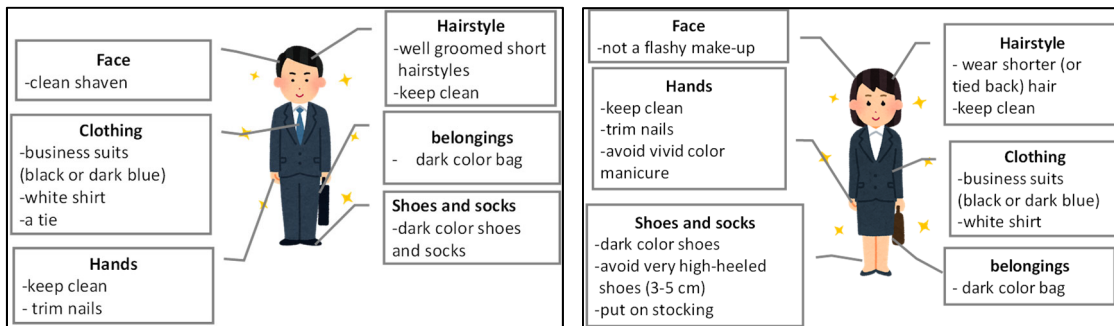 Face
-clean shaven
Hairstyle
-well groomed short
hairstyles
-keep clean
Clothing
-business suits
(black or dark blue)
-white shirt
-a tie
belongings
- dark color bag
Shoes and socks
-dark color shoes
and socks
Hands
-keep clean
- trim nails
Face
-not a flashy make-up
Hairstyle
- wear shorter (or
tied back) hair
-keep clean
Hands
-keep clean
-trim nails
-avoid vivid color
manicure
Clothing
-business suits
(black or dark blue)
-white shirt
Shoes and socks
-dark color shoes
-avoid very high-heeled
shoes (3-5 cm)
-put on stocking
belongings
- dark color bag